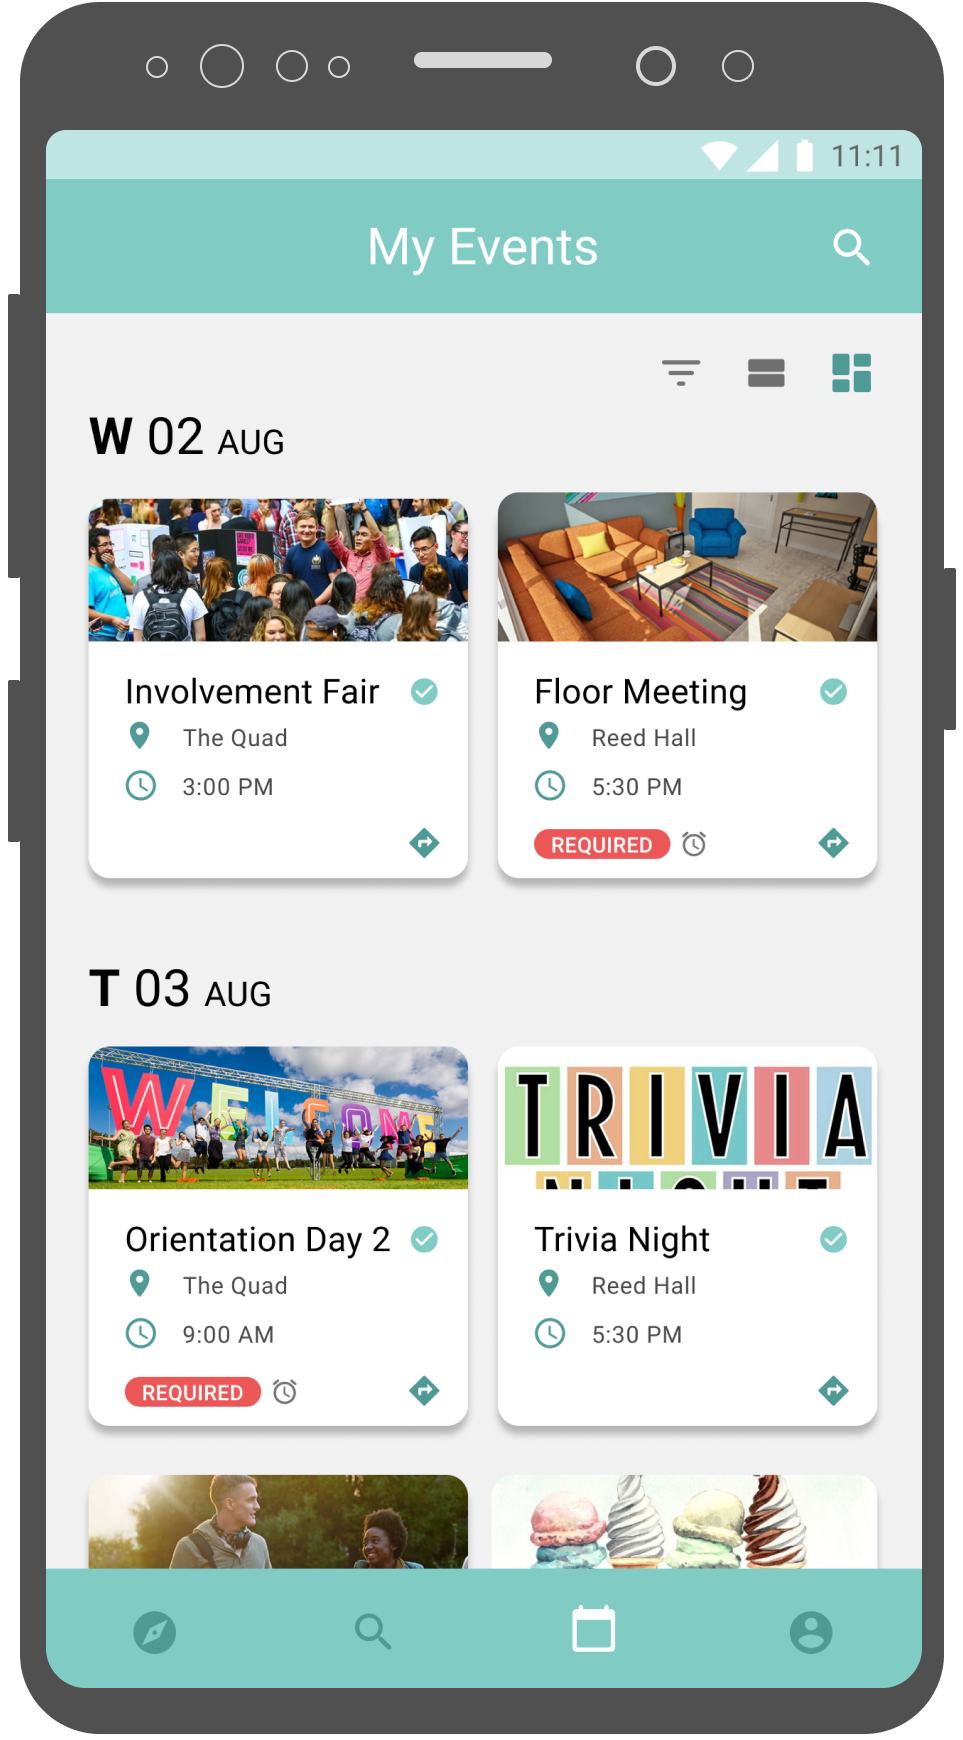 11:11
My Events
W 02 AUG
Involvement Fair
The Quad
3:00 PM
Floor Meeting
Reed Hall
5:30 PM
REQUIRED
T 03 AUG
WELCOME
Orientation Day 2
The Quad
9:00 AM
REQUIRED
TRIVIA
NIGHT
Trivia Night
Reed Hall
5:30 PM